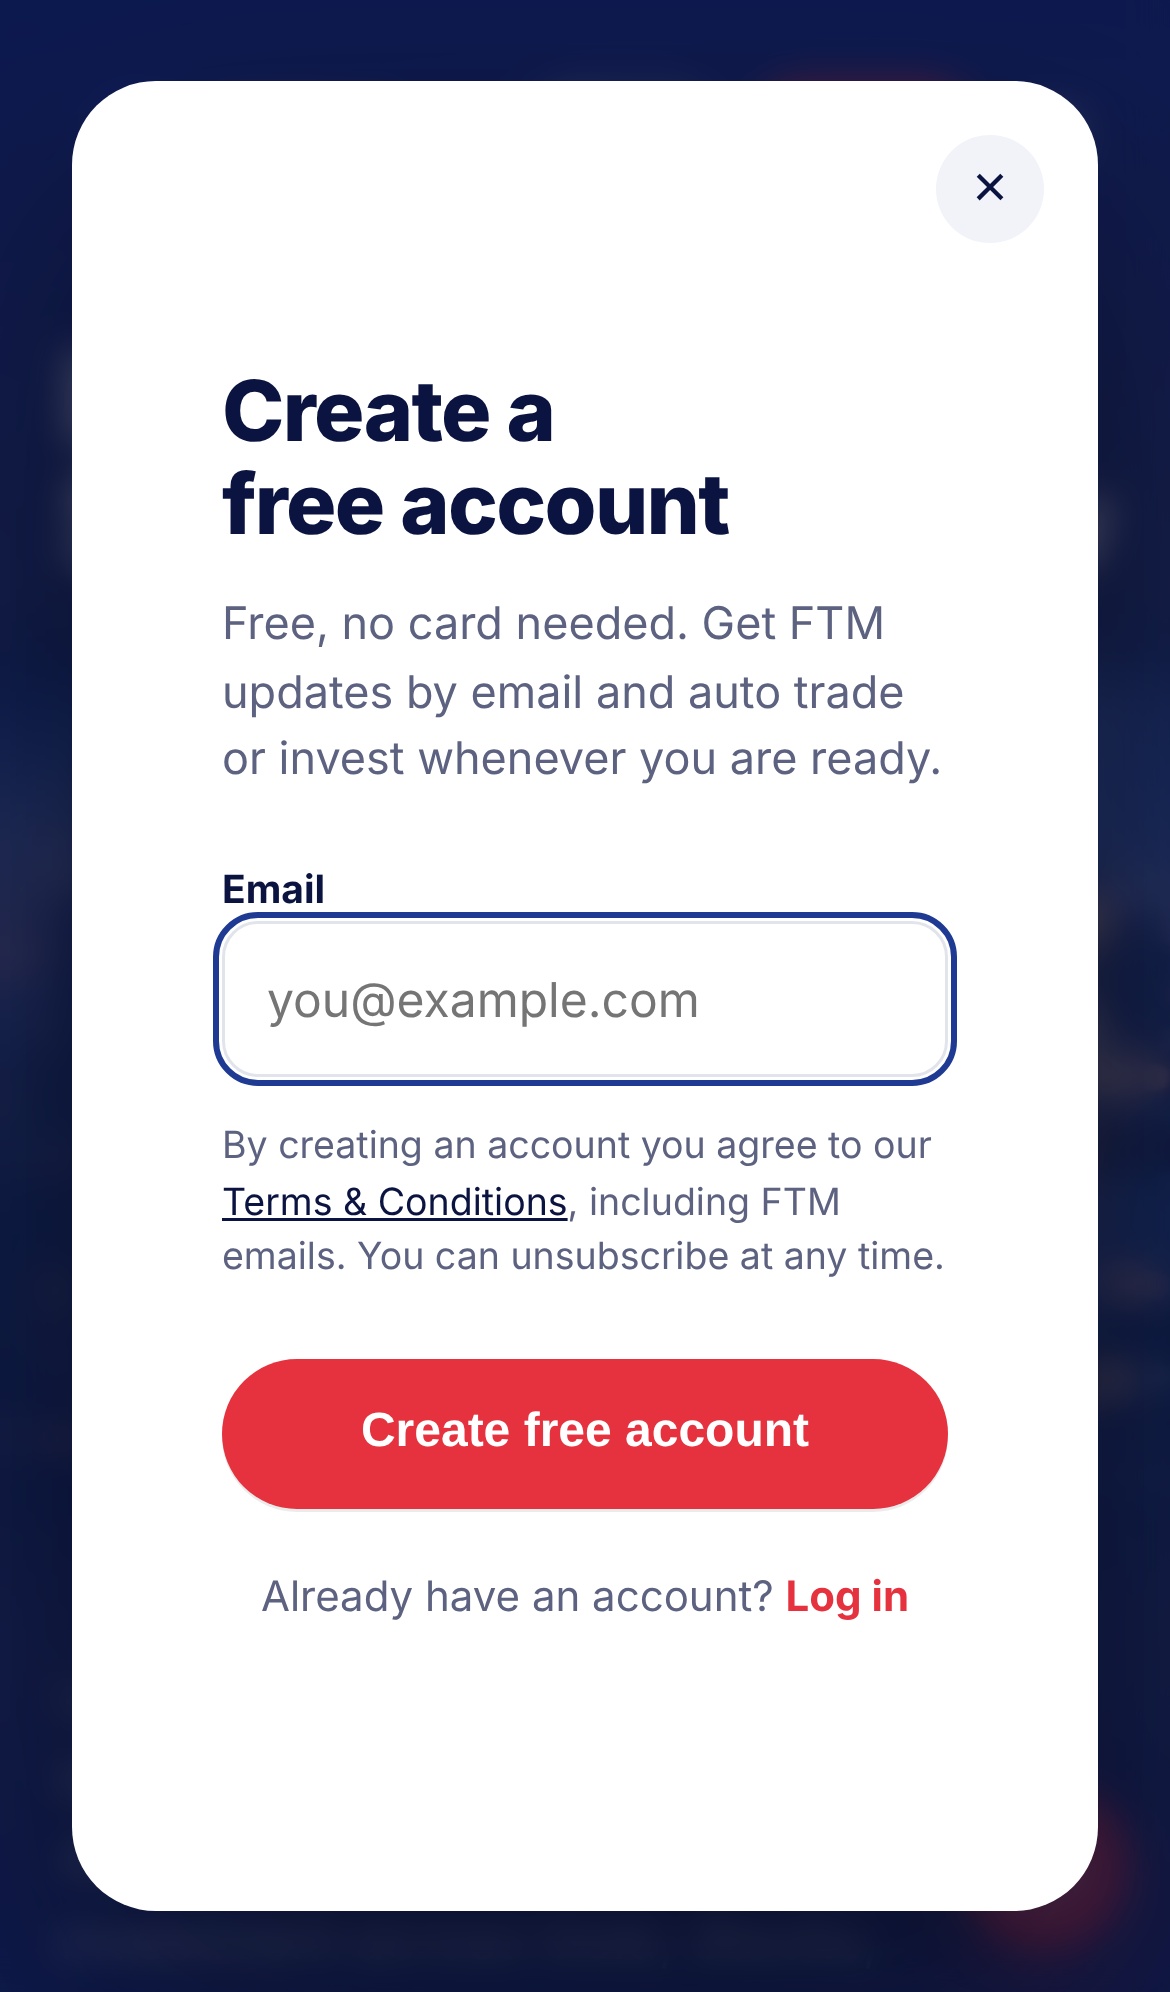 ×
Create a
free account
Free, no card needed. Get FTM
updates by email and auto trade
or invest whenever you are ready.
Email
you@example.com
By creating an account you agree to our
Terms & Conditions, including FTM
emails. You can unsubscribe at any time.
Create free account
Already have an account? Log in